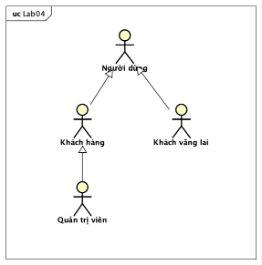 uc Lab04
Người dùng
Khách hàng
Khách vãng lai
Quản trị viên